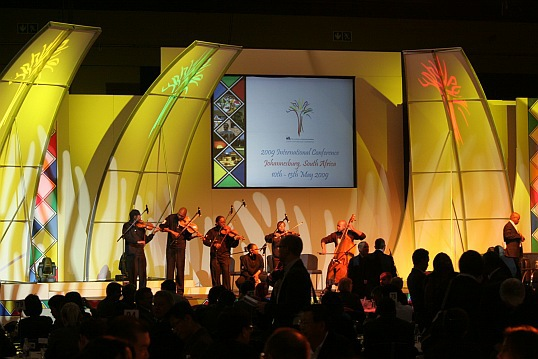 2009 International Conference
Johannesburg, South Africa
10th - 13th May 2009